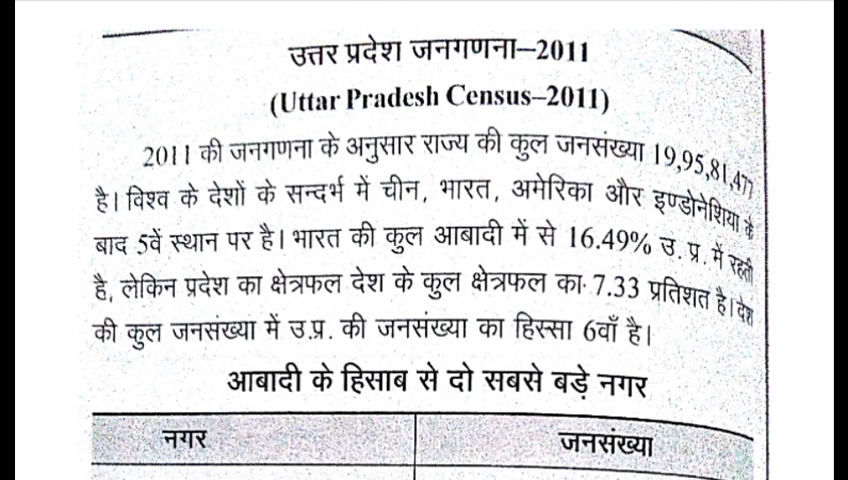 उत्तर प्रदेश जनगणना–2011
(Uttar Pradesh Census–2011)
2011 की जनगणना के अनुसार राज्य की कुल जनसंख्या 19,95,81,477
है। विश्व के देशों के सन्दर्भ में चीन, भारत, अमेरिका और इण्डोनेशिया के
बाद 5वें स्थान पर है। भारत की कुल आबादी में से 16.49% उ. प्र. में रहती
है, लेकिन प्रदेश का क्षेत्रफल देश के कुल क्षेत्रफल का 7.33 प्रतिशत है। देश
की कुल जनसंख्या में उ.प्र. की जनसंख्या का हिस्सा 6वाँ है।
आबादी के हिसाब से दो सबसे बड़े नगर
नगर जनसंख्या